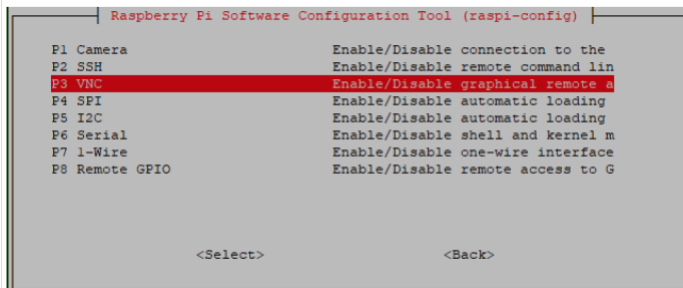 Raspberry Pi Software Configuration Tool (raspi-config)
P1 Camera Enable/Disable connection to the
P2 SSH Enable/Disable remote command lin
P3 VNC Enable/Disable graphical remote a
P4 SPI Enable/Disable automatic loading
P5 I2C Enable/Disable automatic loading
P6 Serial Enable/Disable shell and kernel m
P7 1-Wire Enable/Disable one-wire interface
P8 Remote GPIO Enable/Disable remote access to G
<Select> <Back>